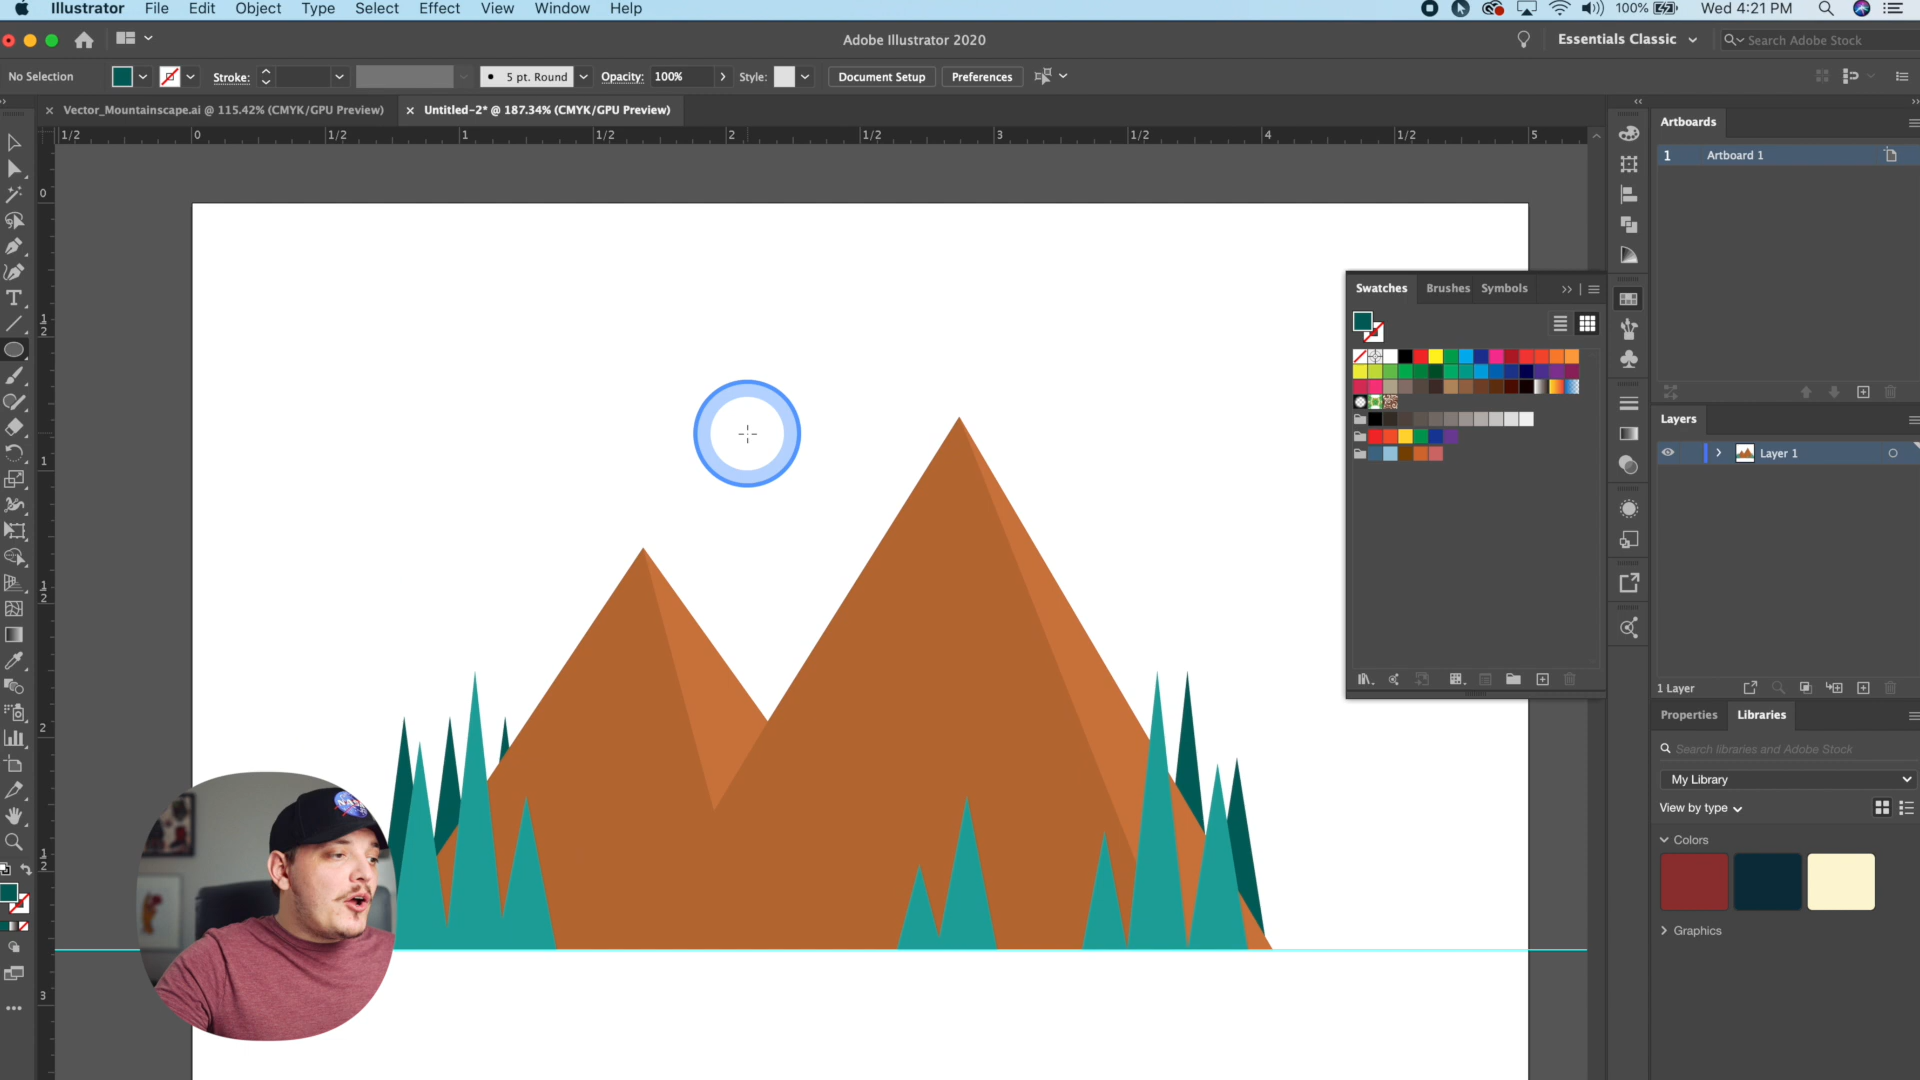 Illustrator File Edit Object Type Select Effect View Window Help 100% Wed 4:21 PM
Adobe Illustrator 2020 Essentials Classic Search Adobe Stock
No Selection Stroke: 5 pt. Round Opacity: 100% Style: Document Setup Preferences
Vector_Mountainscape.ai @ 115.42% (CMYK/GPU Preview) Untitled-2* @ 187.34% (CMYK/GPU Preview)
1/2 0 1/2 1 1/2 2 1/2 3 1/2 4 1/2 5
Artboards
1 Artboard 1
0
1
2
1
1
2
2
1
2
3
Swatches Brushes Symbols
Layers
Layer 1
1 Layer
Properties Libraries
Search libraries and Adobe Stock
My Library
View by type
Colors
Graphics
NASA